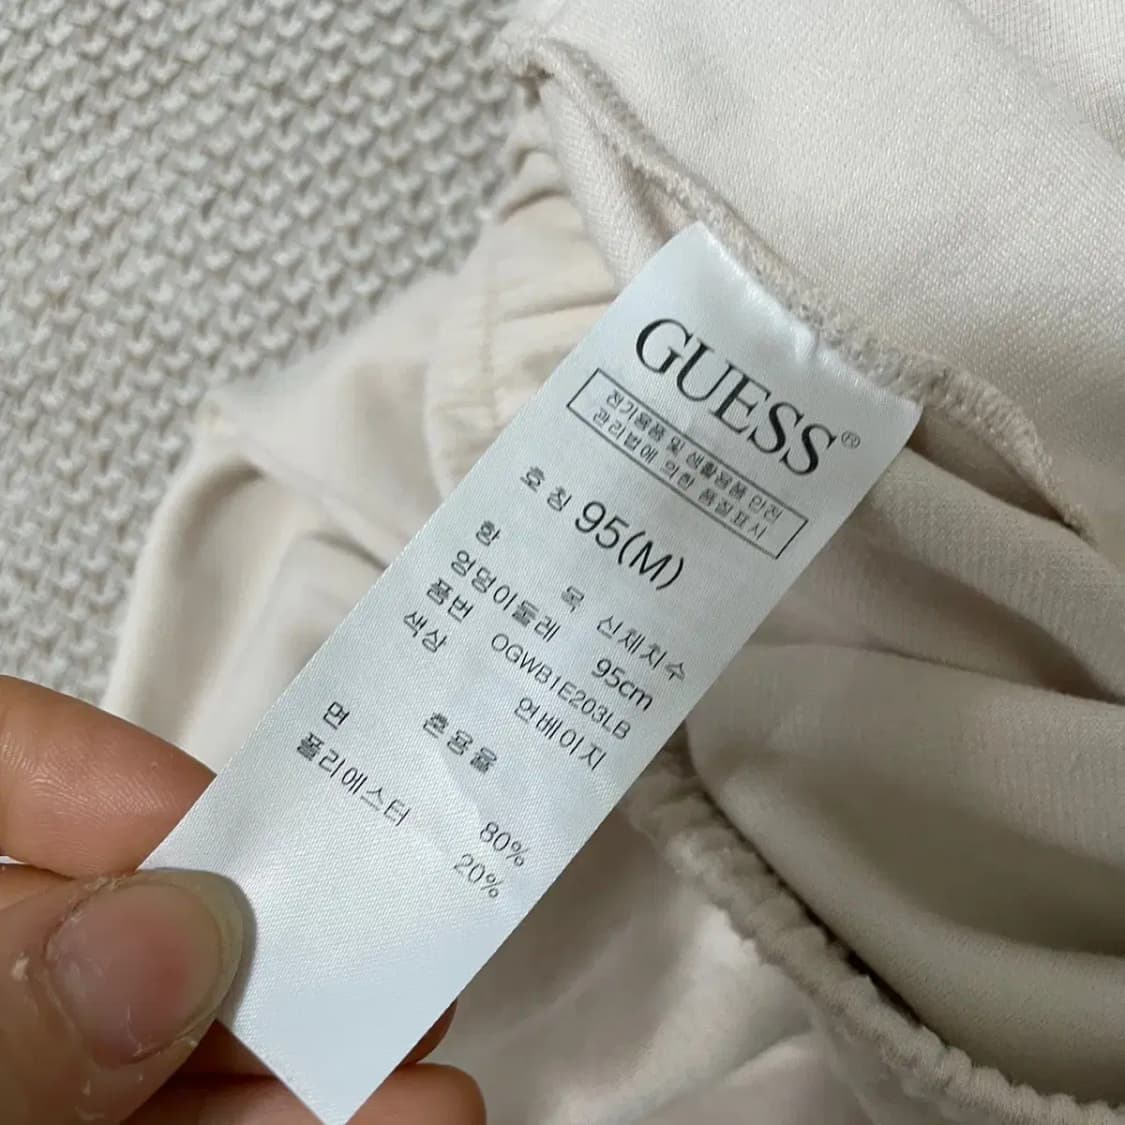 GUESS®
전기용품 및 생활용품 안전
관리법에 의한 품질표시
호칭 95(M)
항 목 신체치수
엉덩이둘레 95cm
품번 OGWB1E203LB
색상 연베이지
혼용율
면 80%
폴리에스터 20%